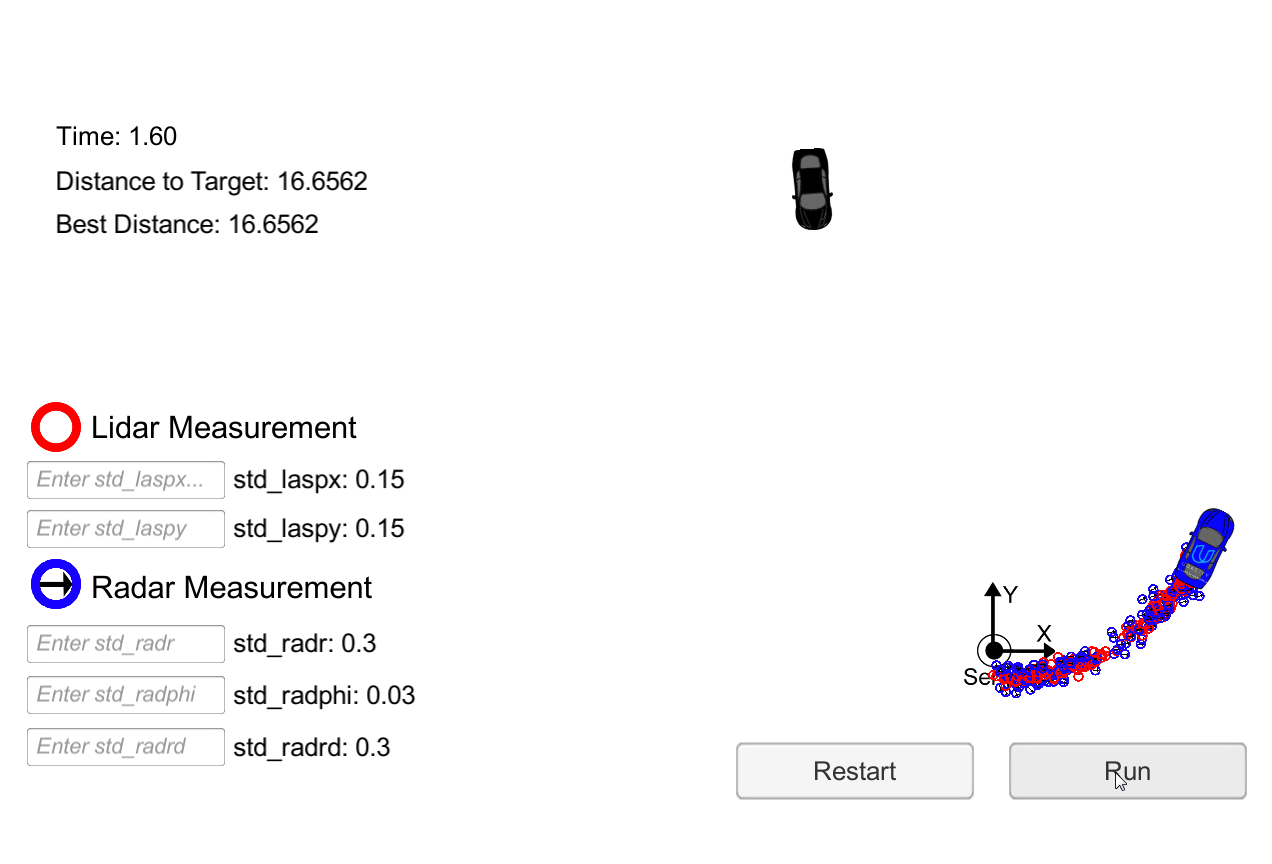 Time: 1.60
Distance to Target: 16.6562
Best Distance: 16.6562
Lidar Measurement
Enter std_laspx... std_laspx: 0.15
Enter std_laspy std_laspy: 0.15
Radar Measurement
Enter std_radr std_radr: 0.3
Enter std_radphi std_radphi: 0.03
Enter std_radrd std_radrd: 0.3
Y
X
Restart Run